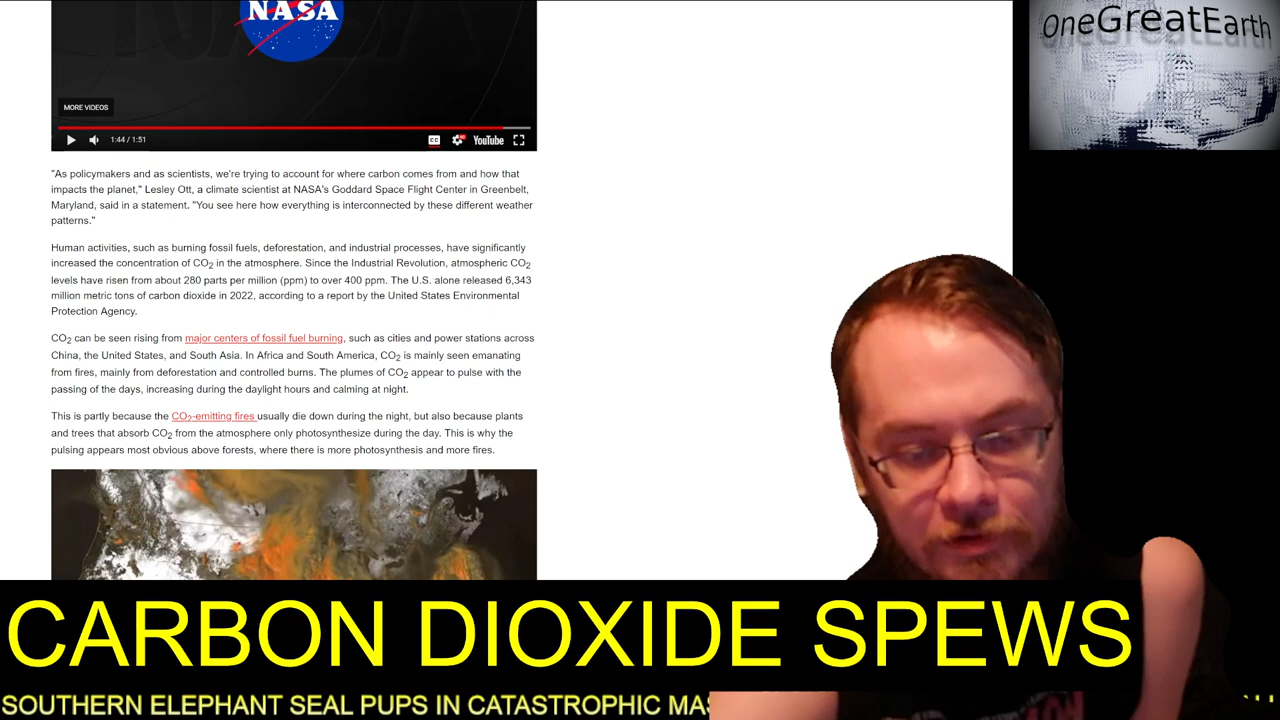 NASA
OneGreatEarth
MORE VIDEOS
1:44 / 1:51
CC
HD
YouTube
"As policymakers and as scientists, we're trying to account for where carbon comes from and how that
impacts the planet," Lesley Ott, a climate scientist at NASA's Goddard Space Flight Center in Greenbelt,
Maryland, said in a statement. "You see here how everything is interconnected by these different weather
patterns."
Human activities, such as burning fossil fuels, deforestation, and industrial processes, have significantly
increased the concentration of CO₂ in the atmosphere. Since the Industrial Revolution, atmospheric CO₂
levels have risen from about 280 parts per million (ppm) to over 400 ppm. The U.S. alone released 6,343
million metric tons of carbon dioxide in 2022, according to a report by the United States Environmental
Protection Agency.
CO₂ can be seen rising from major centers of fossil fuel burning, such as cities and power stations across
China, the United States, and South Asia. In Africa and South America, CO₂ is mainly seen emanating
from fires, mainly from deforestation and controlled burns. The plumes of CO₂ appear to pulse with the
passing of the days, increasing during the daylight hours and calming at night.
This is partly because the CO₂-emitting fires usually die down during the night, but also because plants
and trees that absorb CO₂ from the atmosphere only photosynthesize during the day. This is why the
pulsing appears most obvious above forests, where there is more photosynthesis and more fires.
CARBON DIOXIDE SPEWS
SOUTHERN ELEPHANT SEAL PUPS IN CATASTROPHIC MAS